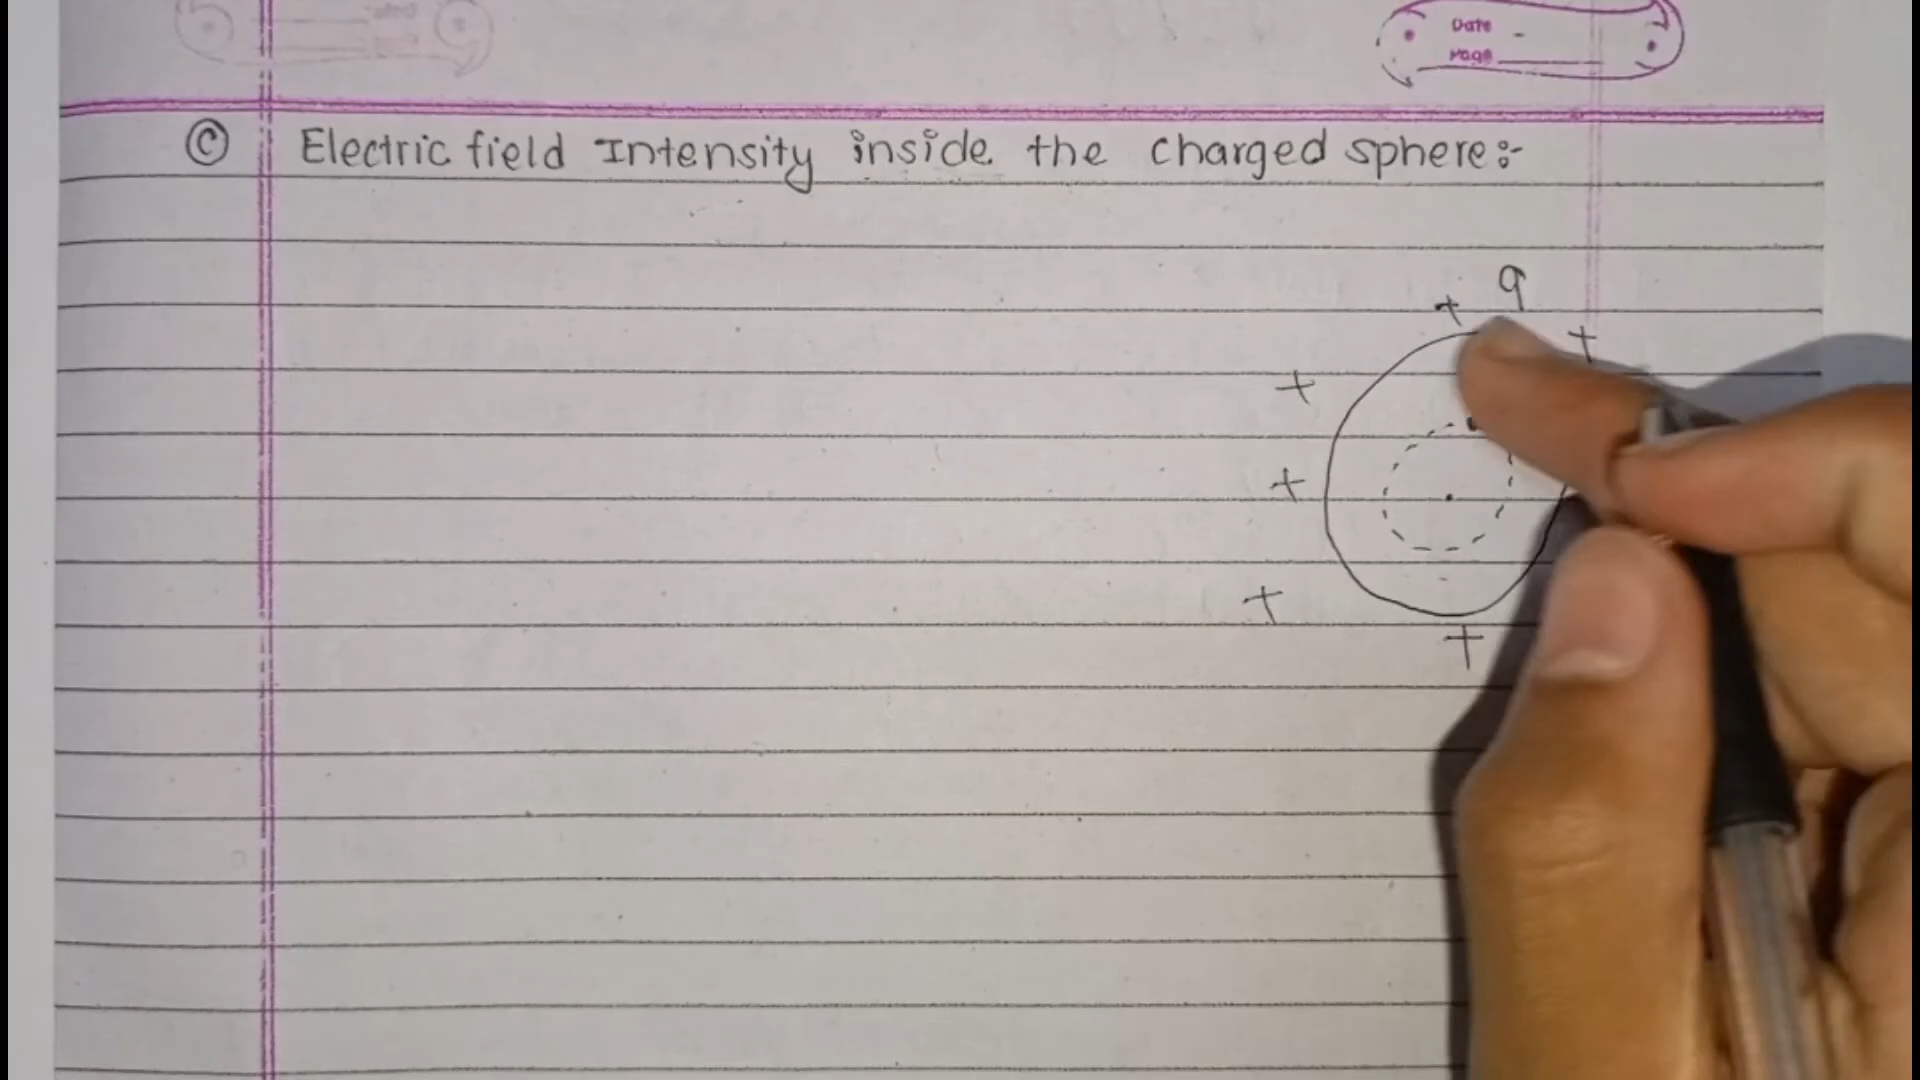 Date
Page
© Electric field Intensity inside the charged sphere:-
q
+ +
+
+
+
+